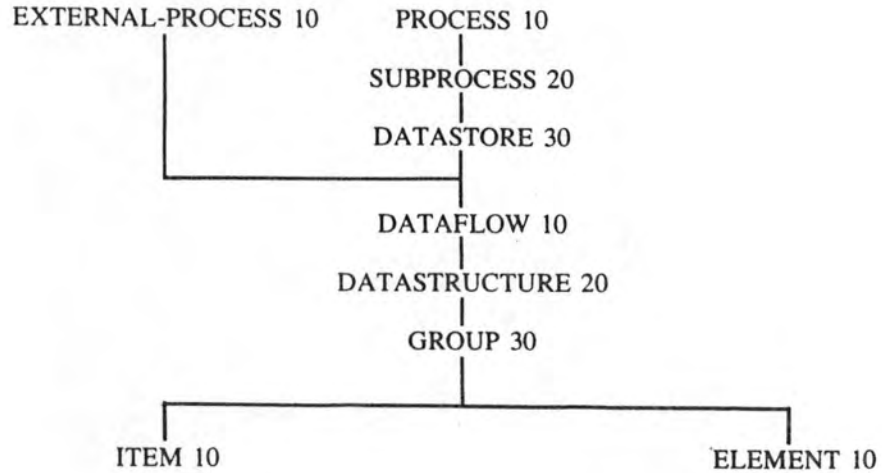 EXTERNAL-PROCESS 10 PROCESS 10
SUBPROCESS 20
DATASTORE 30
DATAFLOW 10
DATASTRUCTURE 20
GROUP 30
ITEM 10 ELEMENT 10